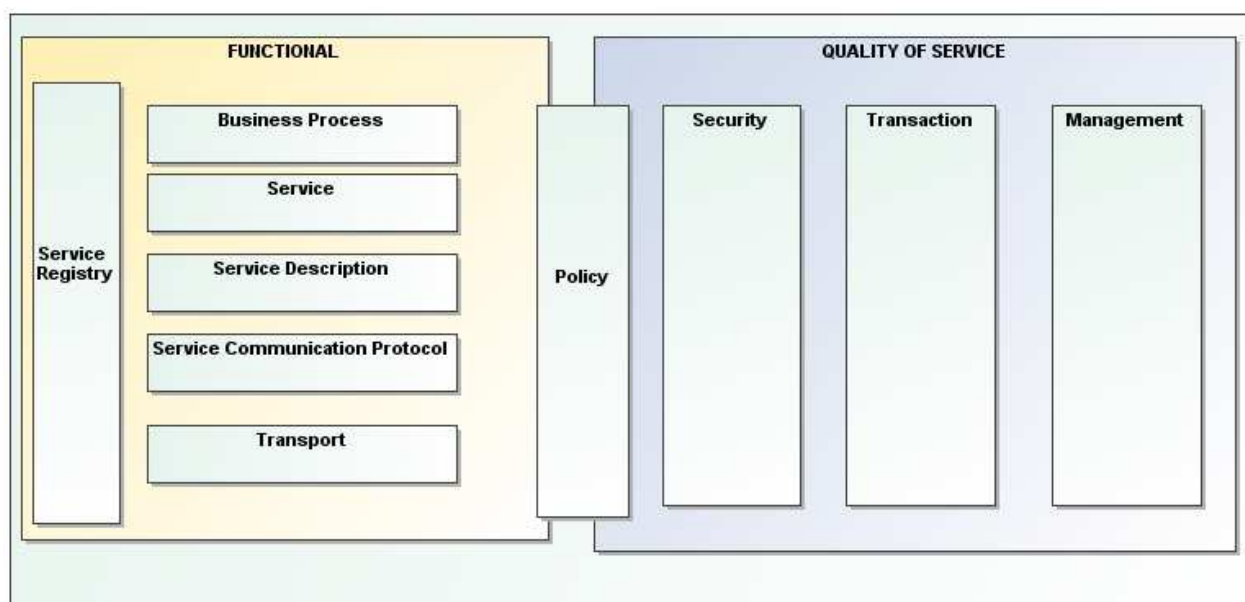 FUNCTIONAL
Service
Registry
Business Process
Service
Service Description
Service Communication Protocol
Transport
Policy
QUALITY OF SERVICE
Security
Transaction
Management